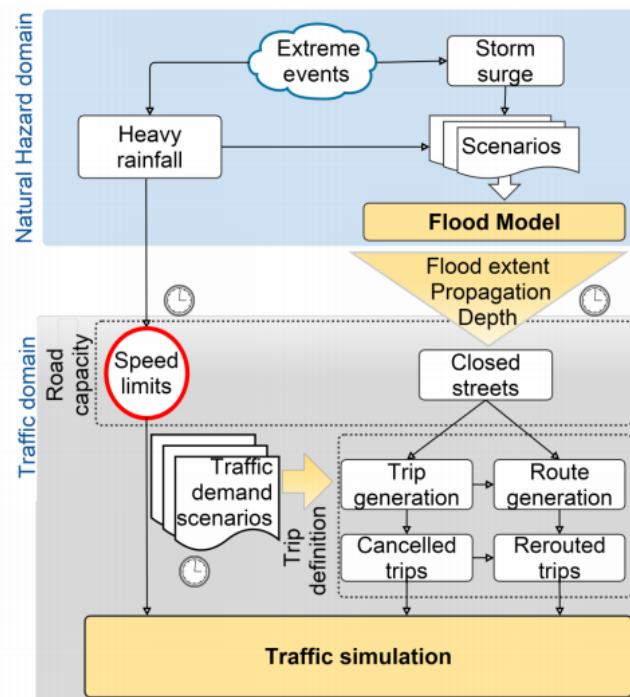 Natural Hazard domain
Extreme
events
Storm
surge
Heavy
rainfall
Scenarios
Flood Model
Flood extent
Propagation
Depth
Traffic domain
Road
capacity
Speed
limits
Closed
streets
Traffic
demand
scenarios
Trip
definition
Trip
generation
Route
generation
Cancelled
trips
Rerouted
trips
Traffic simulation